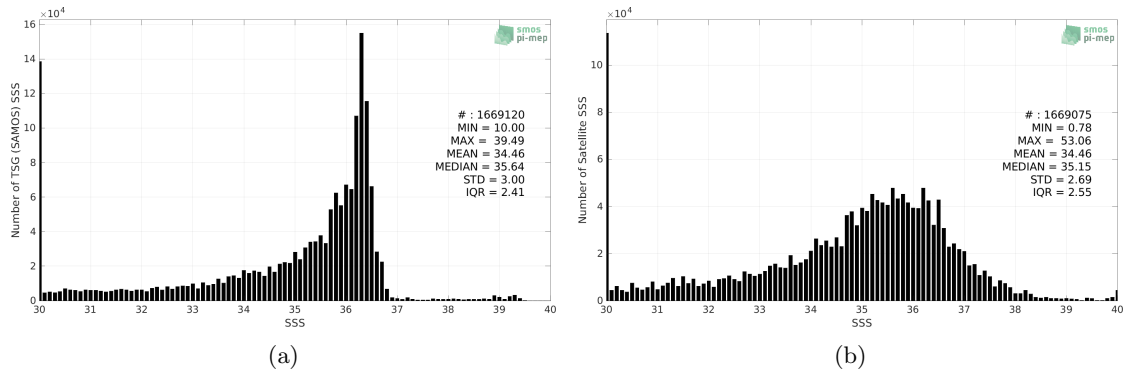 ×10⁴
16
14
12
10
8
6
4
2
0
Number of TSG (SAMOS) SSS
30 31 32 33 34 35 36 37 38 39 40
SSS
smos
pi-mep
# : 1669120
MIN = 10.00
MAX = 39.49
MEAN = 34.46
MEDIAN = 35.64
STD = 3.00
IQR = 2.41
(a)
×10⁴
10
8
6
4
2
0
Number of Satellite SSS
30 31 32 33 34 35 36 37 38 39 40
SSS
smos
pi-mep
# : 1669075
MIN = 0.78
MAX = 53.06
MEAN = 34.46
MEDIAN = 35.15
STD = 2.69
IQR = 2.55
(b)